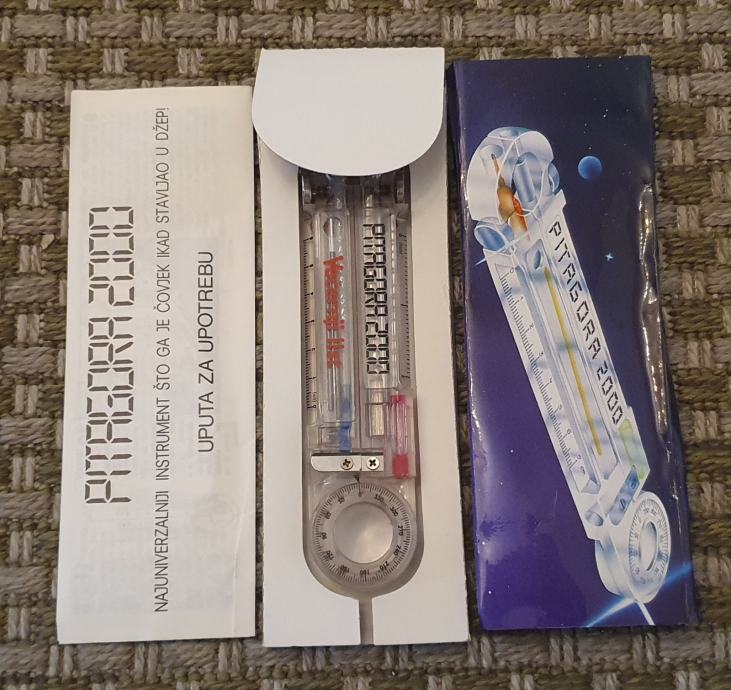 PITAGORA 2000
NAJUNIVERZALNIJI INSTRUMENT ŠTO GA JE ČOVJEK IKAD STAVLJAO U DŽEP!
UPUTA ZA UPOTREBU
PITAGORA 2000
PITAGORA 2000